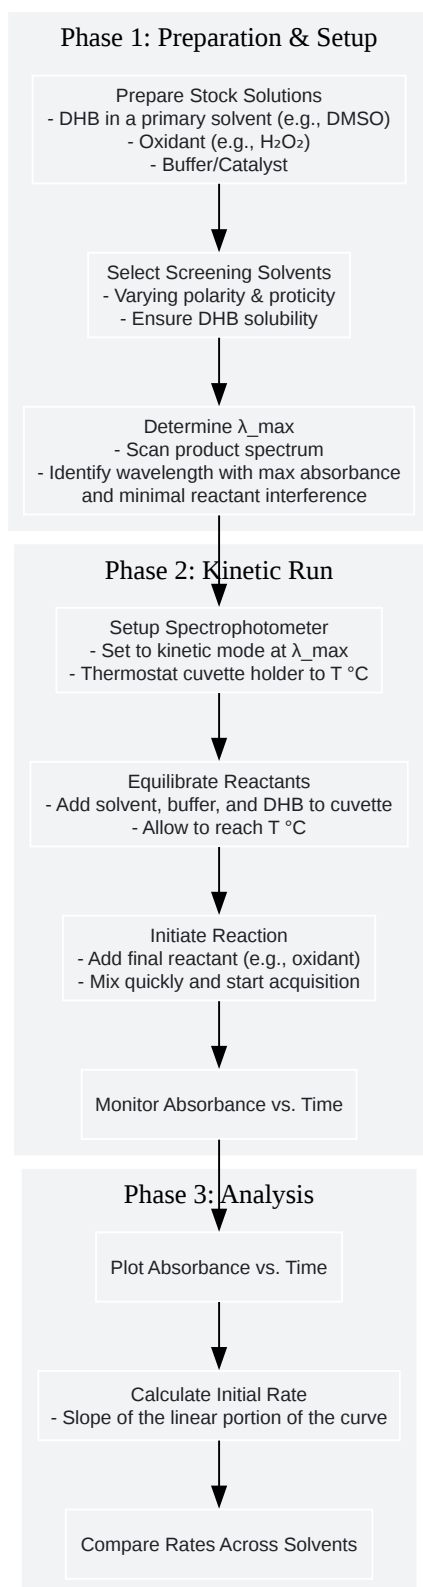 Phase 1: Preparation & Setup
Prepare Stock Solutions
- DHB in a primary solvent (e.g., DMSO)
- Oxidant (e.g., H₂O₂)
- Buffer/Catalyst
Select Screening Solvents
- Varying polarity & proticity
- Ensure DHB solubility
Determine λ_max
- Scan product spectrum
- Identify wavelength with max absorbance
and minimal reactant interference
Phase 2: Kinetic Run
Setup Spectrophotometer
- Set to kinetic mode at λ_max
- Thermostat cuvette holder to T °C
Equilibrate Reactants
- Add solvent, buffer, and DHB to cuvette
- Allow to reach T °C
Initiate Reaction
- Add final reactant (e.g., oxidant)
- Mix quickly and start acquisition
Monitor Absorbance vs. Time
Phase 3: Analysis
Plot Absorbance vs. Time
Calculate Initial Rate
- Slope of the linear portion of the curve
Compare Rates Across Solvents